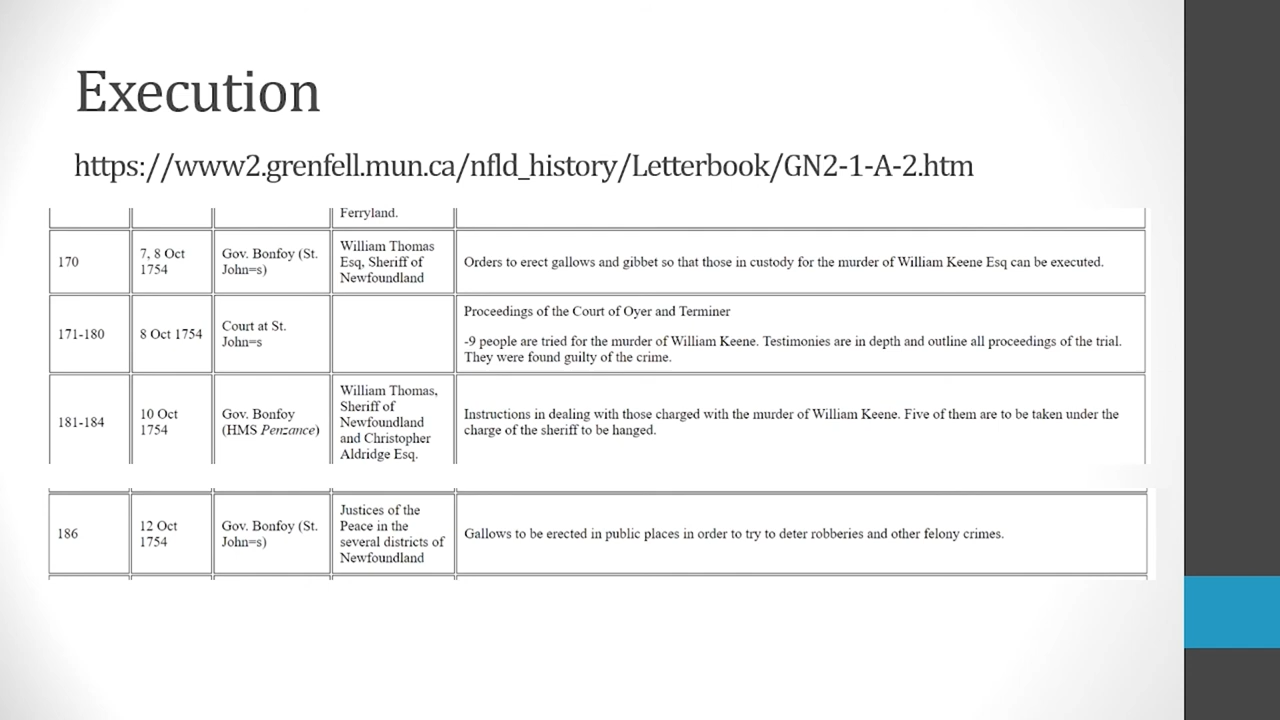 Execution
https://www2.grenfell.mun.ca/nfld_history/Letterbook/GN2-1-A-2.htm
Ferryland.
170
7, 8 Oct
1754
Gov. Bonfoy (St.
John=s)
William Thomas
Esq, Sheriff of
Newfoundland
Orders to erect gallows and gibbet so that those in custody for the murder of William Keene Esq can be executed.
171-180
8 Oct 1754
Court at St.
John=s
Proceedings of the Court of Oyer and Terminer
-9 people are tried for the murder of William Keene. Testimonies are in depth and outline all proceedings of the trial.
They were found guilty of the crime.
181-184
10 Oct
1754
Gov. Bonfoy
(HMS Penzance)
William Thomas,
Sheriff of
Newfoundland
and Christopher
Aldridge Esq.
Instructions in dealing with those charged with the murder of William Keene. Five of them are to be taken under the
charge of the sheriff to be hanged.
186
12 Oct
1754
Gov. Bonfoy (St.
John=s)
Justices of the
Peace in the
several districts of
Newfoundland
Gallows to be erected in public places in order to try to deter robberies and other felony crimes.